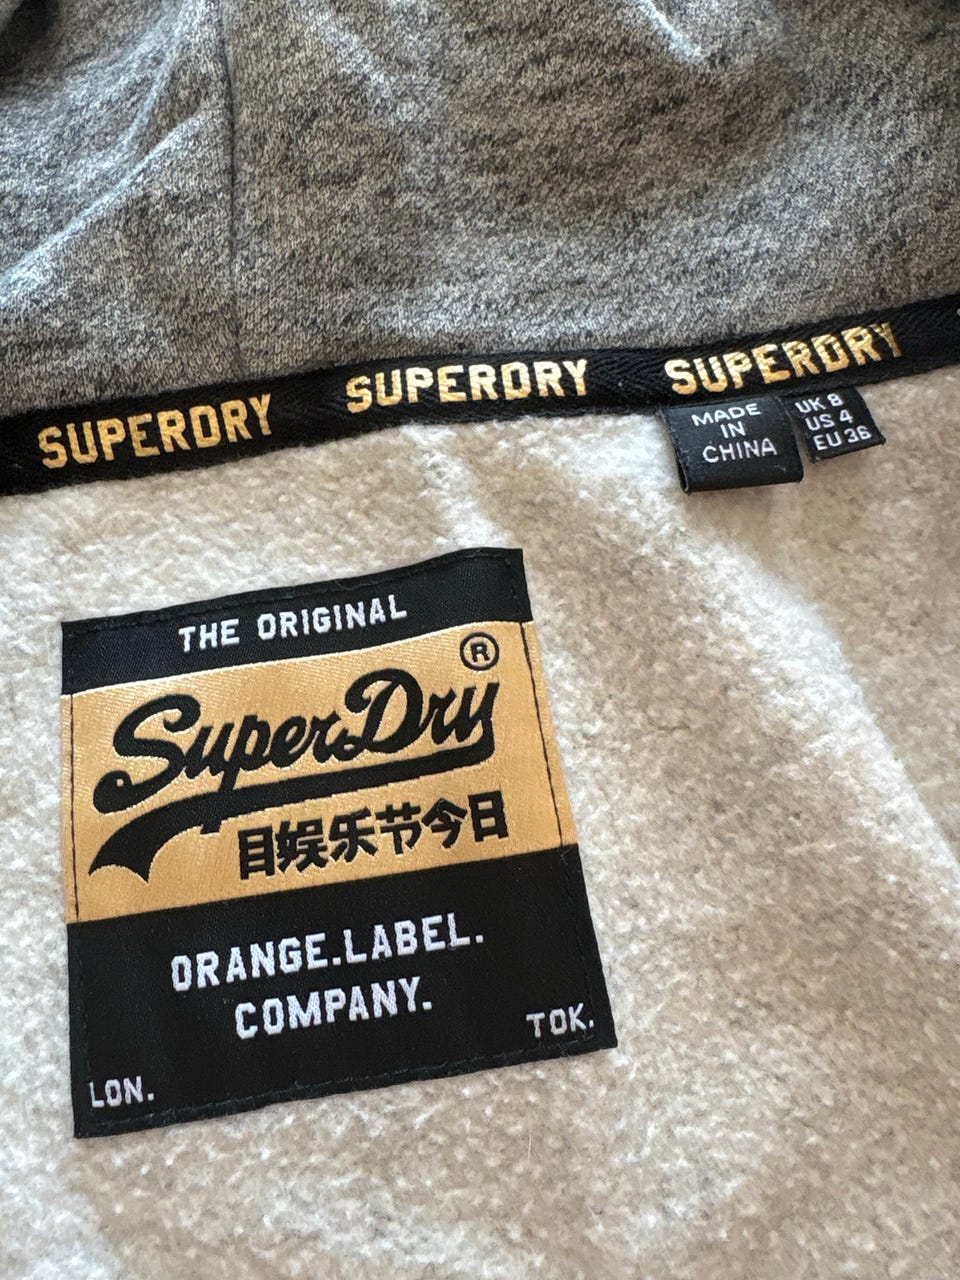 SUPERDRY SUPERDRY SUPERDRY
MADE
IN
CHINA
UK 8
US 4
EU 36
THE ORIGINAL
SuperDry®
目娱乐节今日
ORANGE.LABEL.
COMPANY.
TOK.
LON.